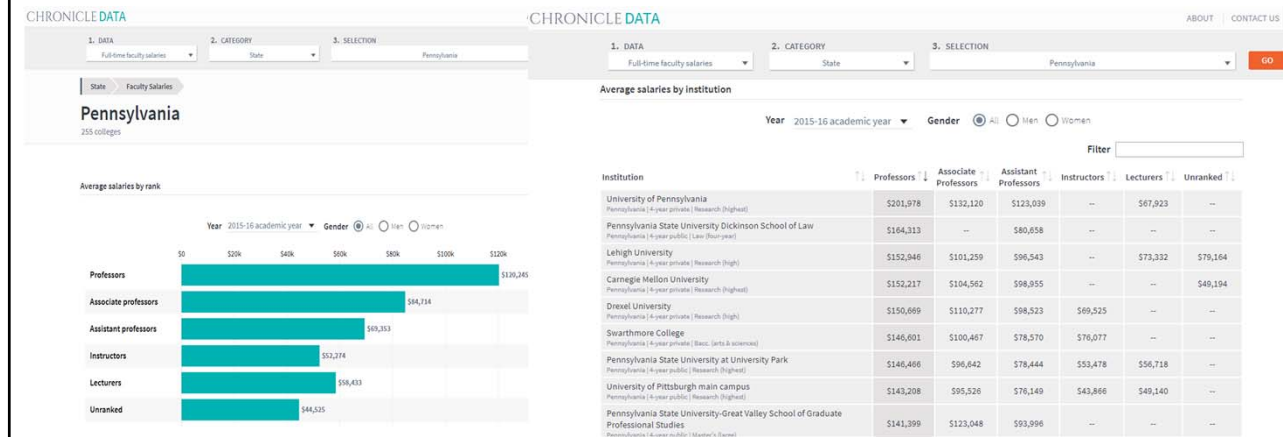 CHRONICLE DATA
1. DATA 2. CATEGORY 3. SELECTION
Full-time faculty salaries State Pennsylvania
State Faculty Salaries
Pennsylvania
255 colleges
Average salaries by rank
Year 2015-16 academic year Gender All Men Women
$0 $20k $40k $60k $80k $100k $120k
Professors $120,245
Associate professors $84,714
Assistant professors $69,353
Instructors $52,274
Lecturers $58,433
Unranked $44,525
CHRONICLE DATA ABOUT CONTACT US
1. DATA 2. CATEGORY 3. SELECTION
Full-time faculty salaries State Pennsylvania GO
Average salaries by institution
Year 2015-16 academic year Gender All Men Women
Filter
Institution Professors Associate Professors Assistant Professors Instructors Lecturers Unranked
University of Pennsylvania $201,978 $132,120 $123,039 -- $67,923 --
Pennsylvania | 4-year private | Research (highest)
Pennsylvania State University Dickinson School of Law $164,313 -- $80,658 -- -- --
Pennsylvania | 4-year public | Law (four-year)
Lehigh University $152,946 $101,259 $96,543 -- $73,332 $79,164
Pennsylvania | 4-year private | Research (high)
Carnegie Mellon University $152,217 $104,562 $98,955 -- -- $49,194
Pennsylvania | 4-year private | Research (highest)
Drexel University $150,669 $110,277 $98,523 $69,525 -- --
Pennsylvania | 4-year private | Research (high)
Swarthmore College $146,601 $100,467 $78,570 $76,077 -- --
Pennsylvania | 4-year private | Bacc. (arts & sciences)
Pennsylvania State University at University Park $146,466 $96,642 $78,444 $53,478 $56,718 --
Pennsylvania | 4-year public | Research (highest)
University of Pittsburgh main campus $143,208 $95,526 $76,149 $43,866 $49,140 --
Pennsylvania | 4-year public | Research (highest)
Pennsylvania State University-Great Valley School of Graduate
Professional Studies $141,399 $123,048 $93,996 -- -- --
Pennsylvania | 4-year public | Master's (large)